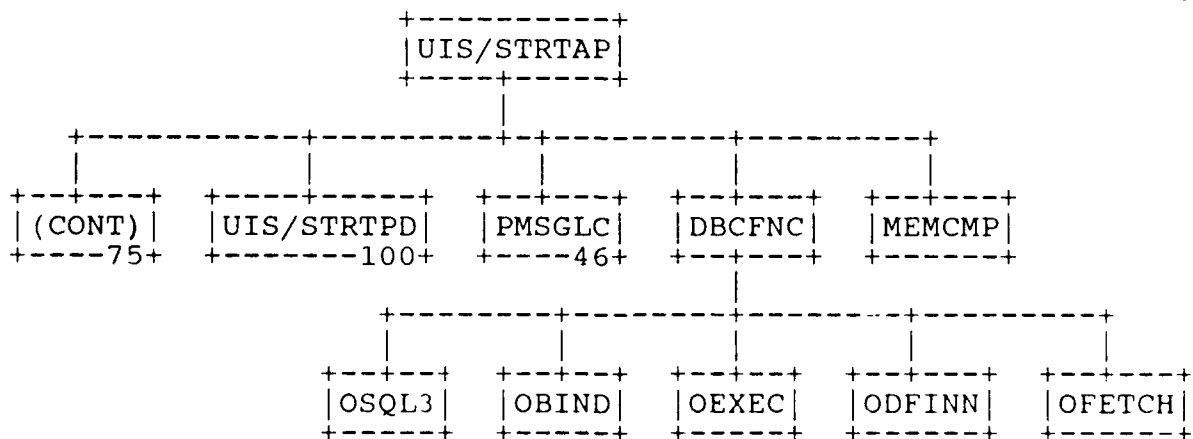 UIS/STRTAP
(CONT) UIS/STRTPD PMSGLC DBCFNC MEMCMP
75 100 46
OSQL3 OBIND OEXEC ODFINN OFETCH